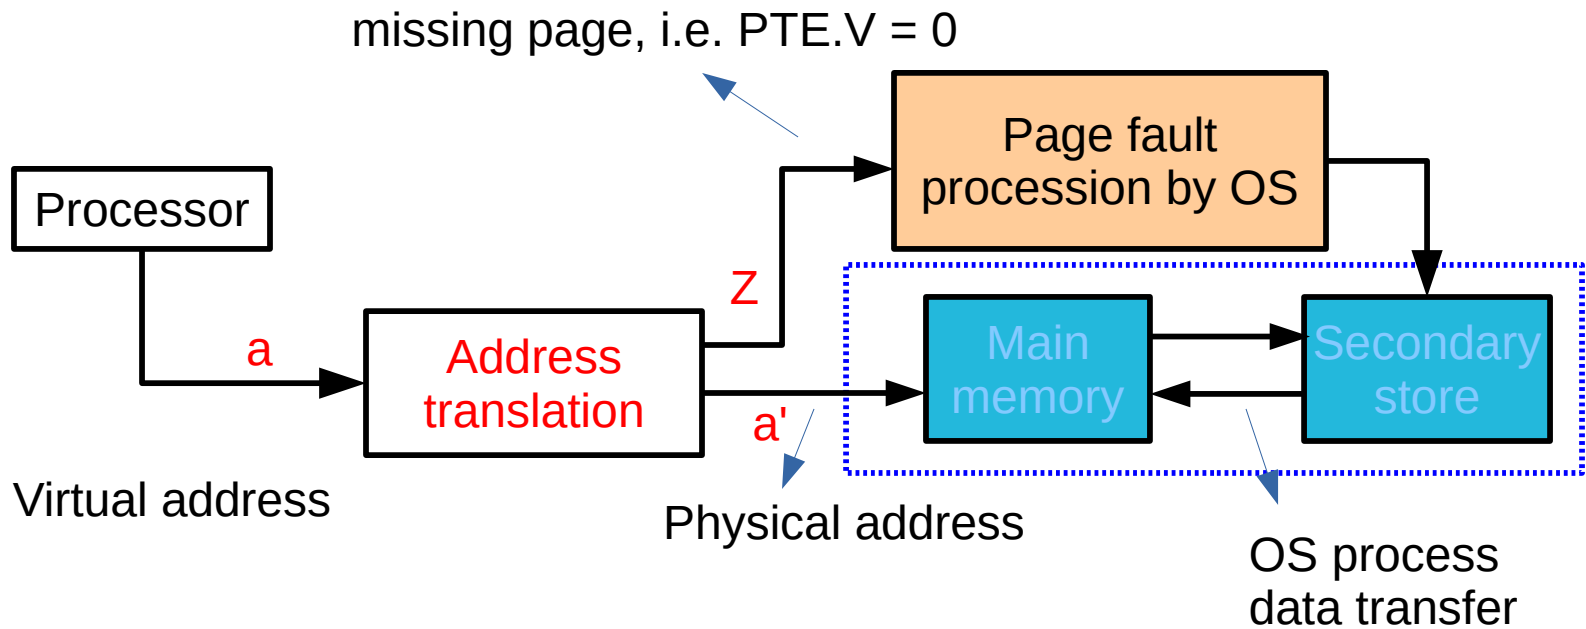 missing page, i.e. PTE.V = 0
Page fault
procession by OS
Processor
Z
a
Address
translation
a'
Main
memory
Secondary
store
Virtual address
Physical address
OS process
data transfer